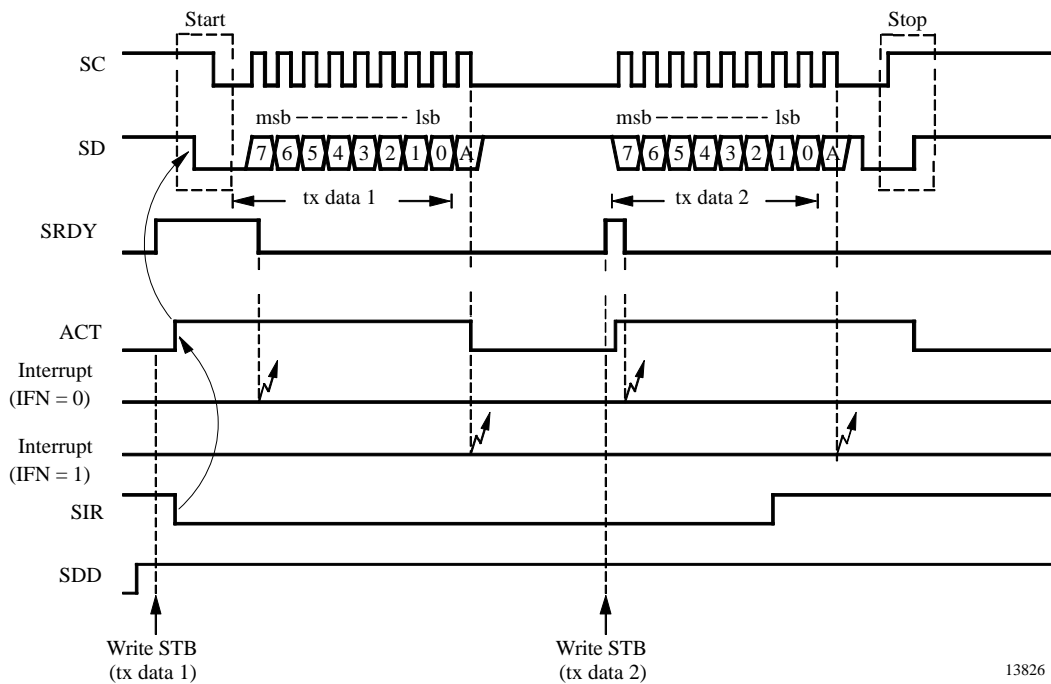 Start
Stop
SC
msb lsb
msb lsb
SD
7 6 5 4 3 2 1 0 A
7 6 5 4 3 2 1 0 A
tx data 1
tx data 2
SRDY
ACT
Interrupt
(IFN = 0)
Interrupt
(IFN = 1)
SIR
SDD
Write STB
(tx data 1)
Write STB
(tx data 2)
13826